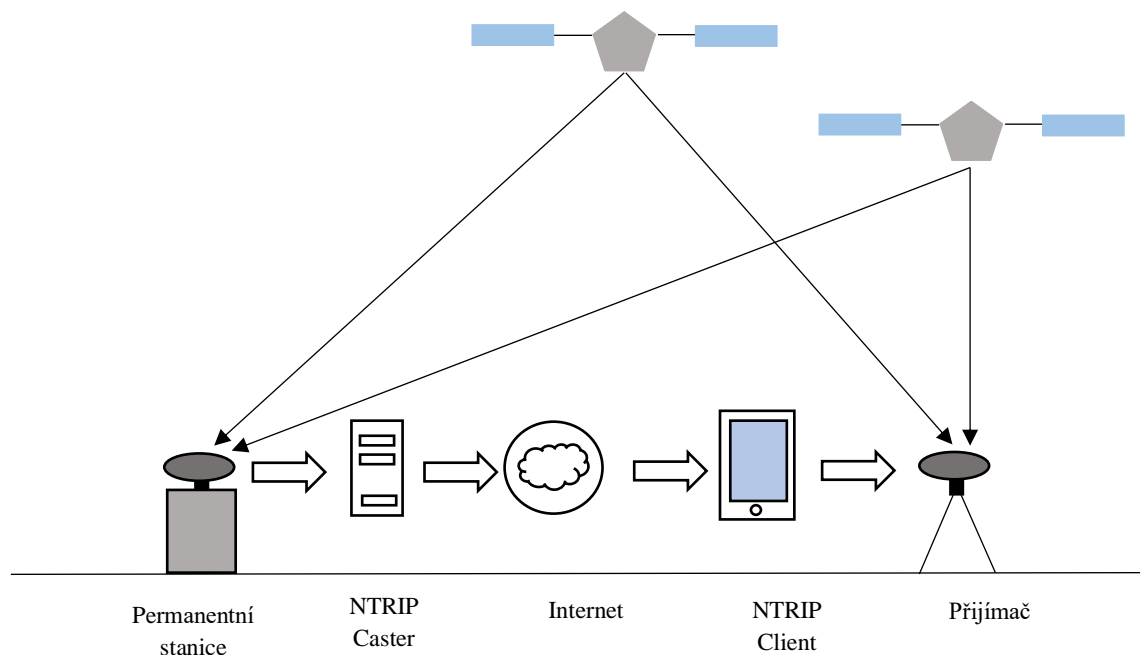 Permanentní
stanice
NTRIP
Caster
Internet
NTRIP
Client
Přijímač